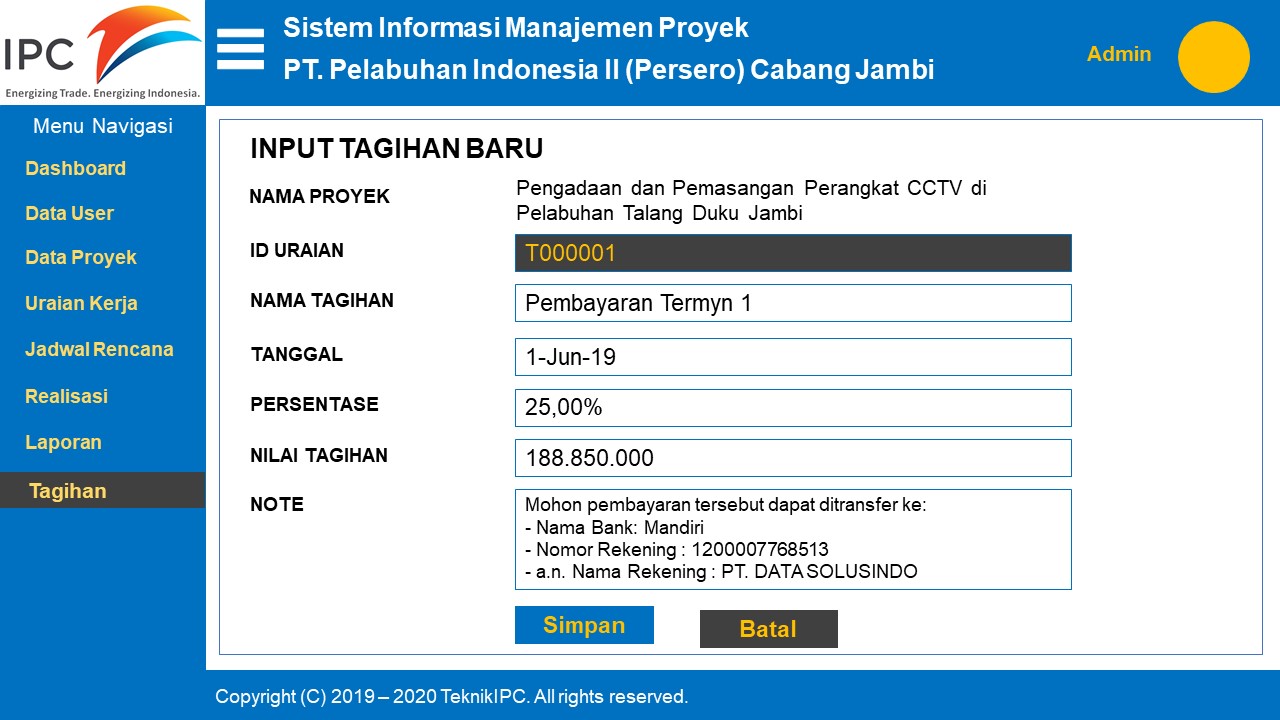 IPC
Energizing Trade. Energizing Indonesia.
Sistem Informasi Manajemen Proyek
PT. Pelabuhan Indonesia II (Persero) Cabang Jambi
Admin
Menu Navigasi
Dashboard
Data User
Data Proyek
Uraian Kerja
Jadwal Rencana
Realisasi
Laporan
Tagihan
INPUT TAGIHAN BARU
NAMA PROYEK
Pengadaan dan Pemasangan Perangkat CCTV di
Pelabuhan Talang Duku Jambi
ID URAIAN
T000001
NAMA TAGIHAN
Pembayaran Termyn 1
TANGGAL
1-Jun-19
PERSENTASE
25,00%
NILAI TAGIHAN
188.850.000
NOTE
Mohon pembayaran tersebut dapat ditransfer ke:
- Nama Bank: Mandiri
- Nomor Rekening : 1200007768513
- a.n. Nama Rekening : PT. DATA SOLUSINDO
Simpan
Batal
Copyright (C) 2019 – 2020 TeknikIPC. All rights reserved.